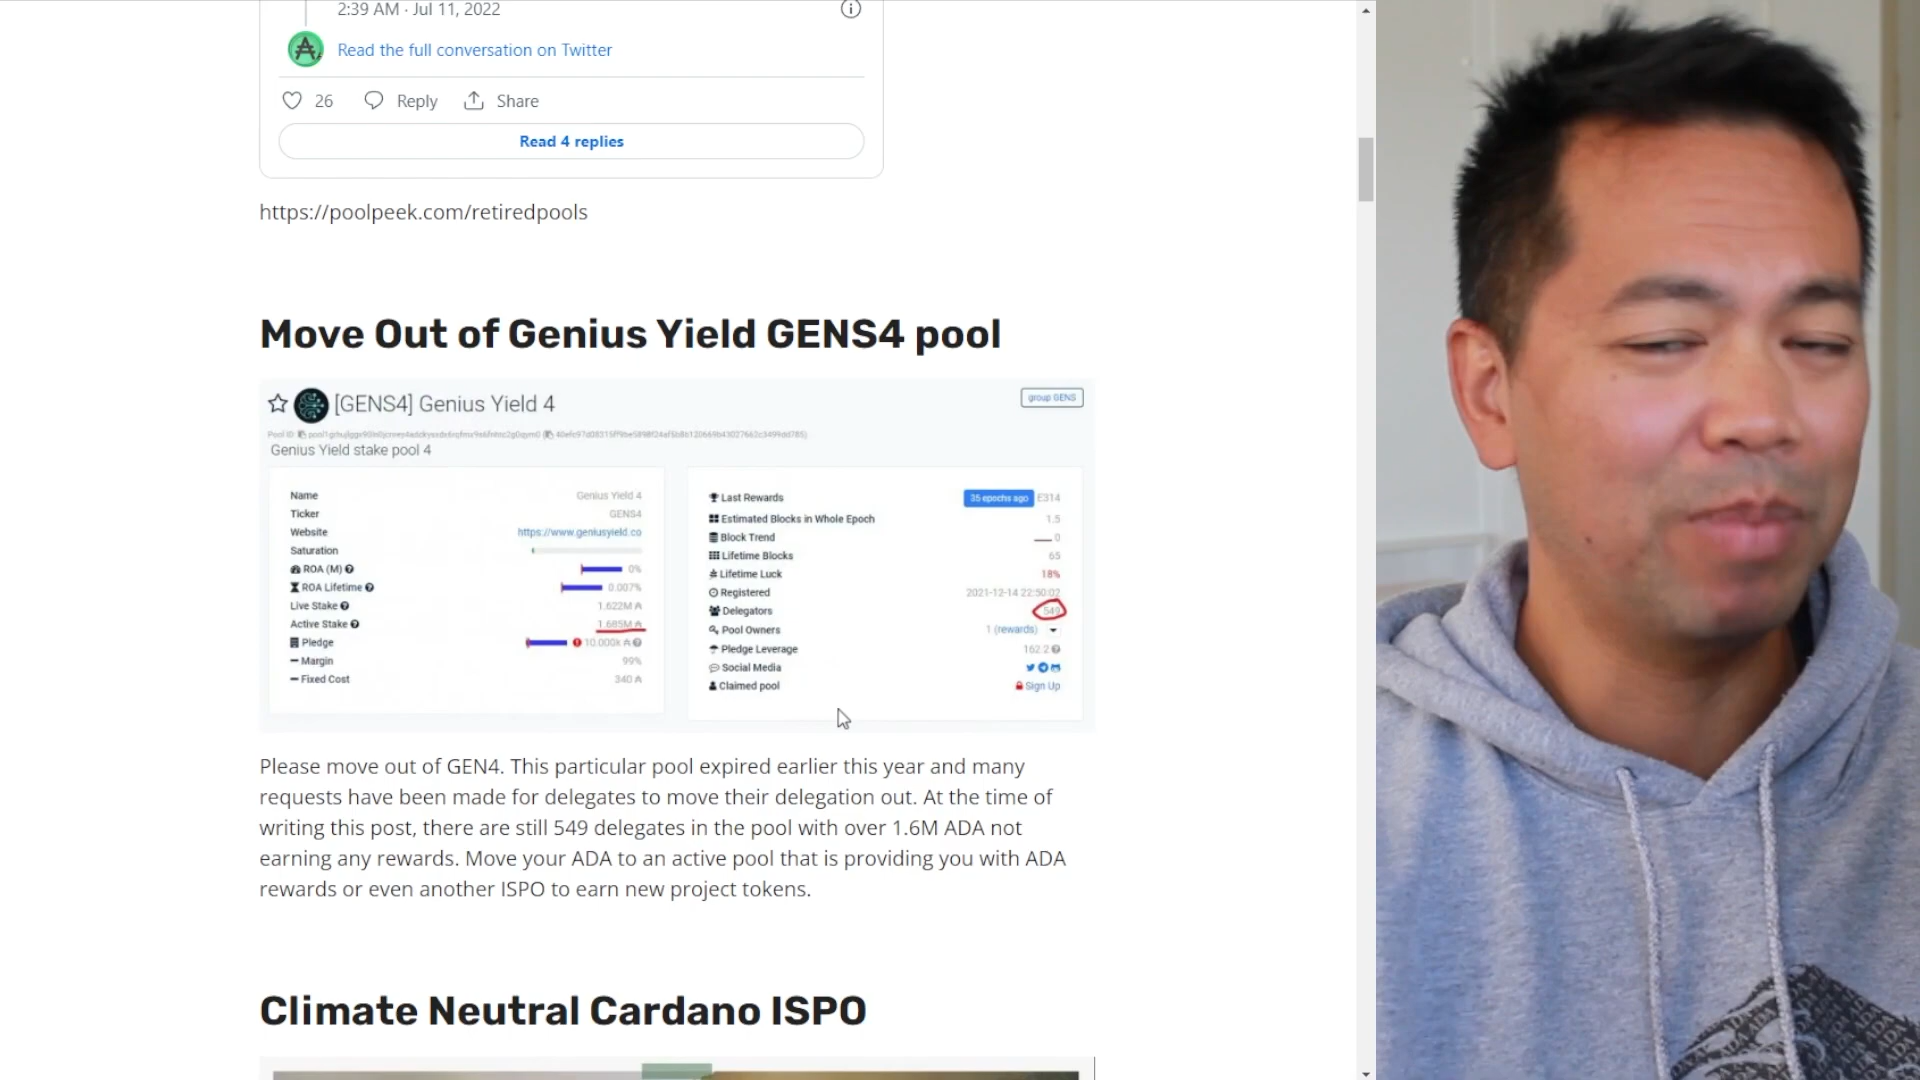 2:39 AM · Jul 11, 2022
Read the full conversation on Twitter
26 Reply Share
Read 4 replies
https://poolpeek.com/retiredpools
Move Out of Genius Yield GENS4 pool
[GENS4] Genius Yield 4
group GENS
Pool ID:
Genius Yield stake pool 4
Name Genius Yield 4
Ticker GENS4
Website https://www.geniusyield.co
Saturation
ROA (M) 0%
ROA Lifetime 0.007%
Live Stake 1.622M ₳
Active Stake 1.685M ₳
Pledge 10.000k ₳
Margin 99%
Fixed Cost 340 ₳
Last Rewards 35 epochs ago E314
Estimated Blocks in Whole Epoch 1.5
Block Trend 0
Lifetime Blocks 65
Lifetime Luck 18%
Registered 2021-12-14 22:50:02
Delegators 549
Pool Owners 1 (rewards)
Pledge Leverage 162.2
Social Media
Claimed pool Sign Up
Please move out of GEN4. This particular pool expired earlier this year and many
requests have been made for delegates to move their delegation out. At the time of
writing this post, there are still 549 delegates in the pool with over 1.6M ADA not
earning any rewards. Move your ADA to an active pool that is providing you with ADA
rewards or even another ISPO to earn new project tokens.
Climate Neutral Cardano ISPO